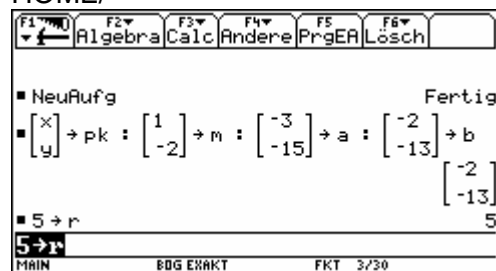 HOME/
F1 F2 F3 F4 F5 F6
Algebra Calc Andere PrgEA Lösch
▪ NeuAufg Fertig
▪ [x y] → pk : [1 -2] → m : [-3 -15] → a : [-2 -13] → b
[-2 -13]
▪ 5 → r 5
5→r
MAIN BOG EXAKT FKT 3/30